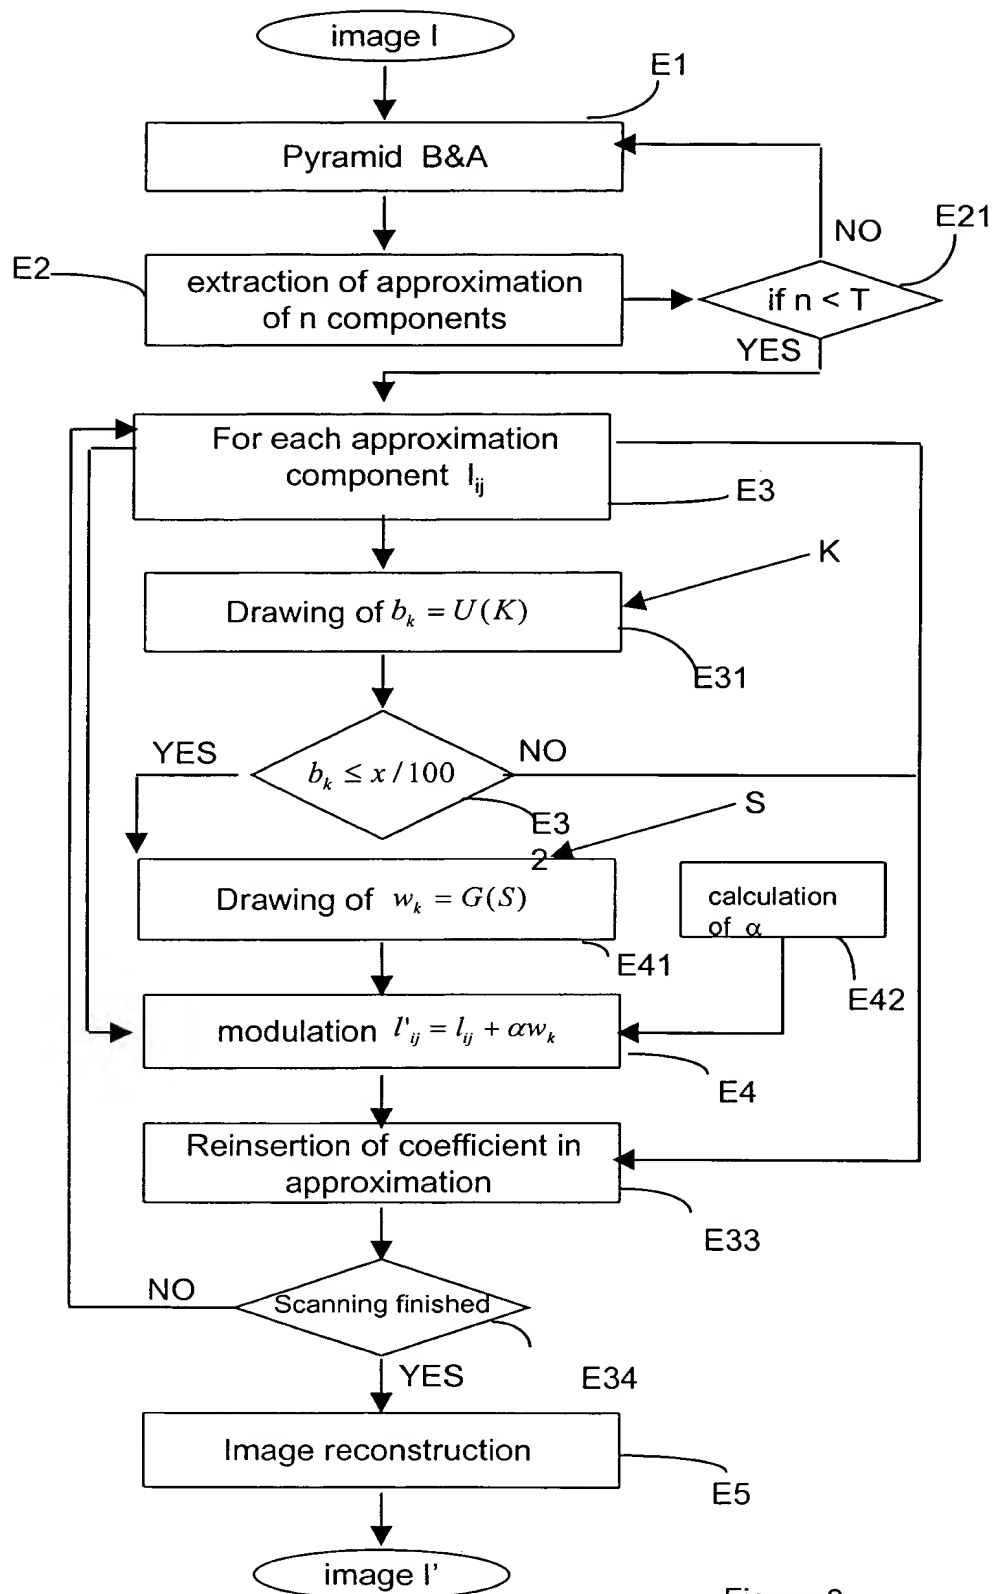 image I
E1
Pyramid B&A
NO
E21
E2
extraction of approximation
of n components
if n < T
YES
For each approximation
component I_ij
E3
K
Drawing of b_k = U(K)
E31
YES
NO
b_k ≤ x / 100
S
E3
2
Drawing of w_k = G(S)
calculation
of α
E41
E42
modulation l'_ij = l_ij + αw_k
E4
Reinsertion of coefficient in
approximation
E33
NO
Scanning finished
YES
E34
Image reconstruction
E5
image I'